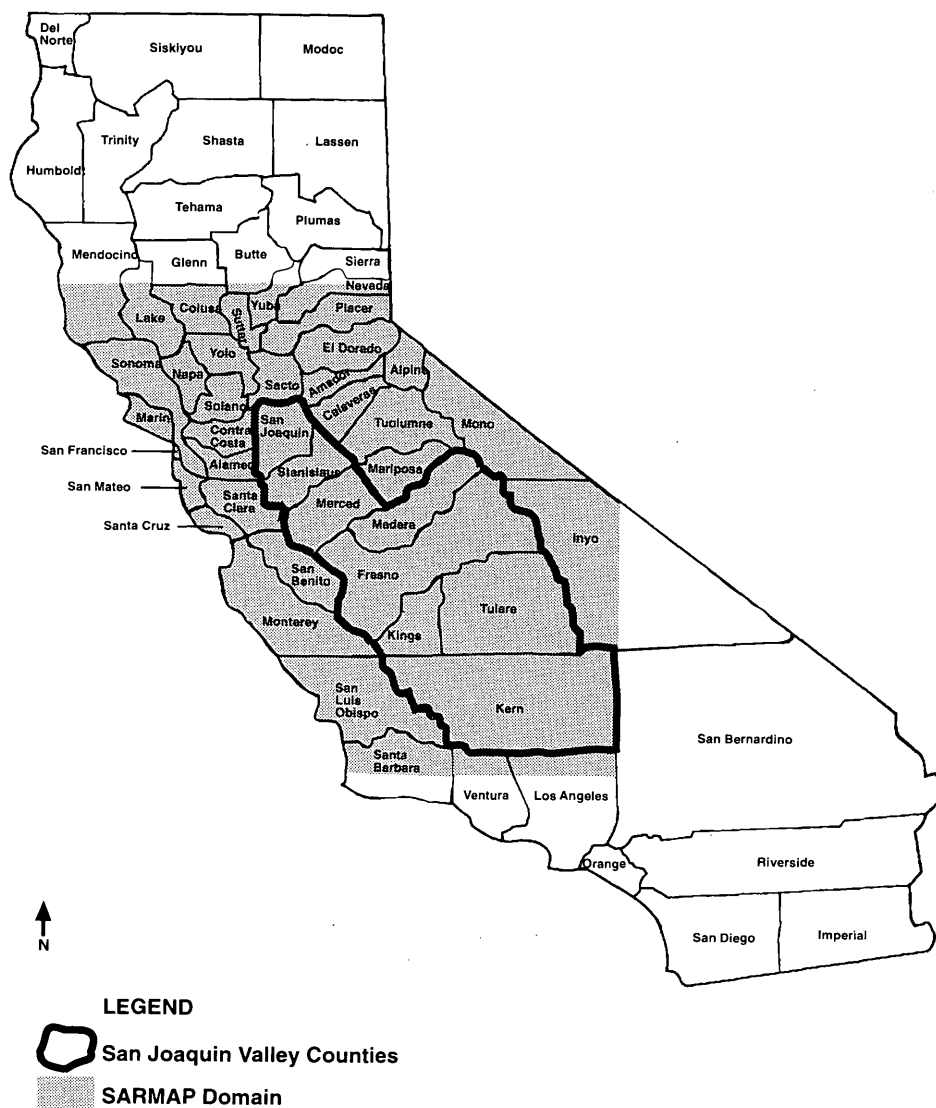 Del
Norte
Siskiyou
Modoc
Trinity
Shasta
Lassen
Humbold
Tehama
Plumas
Mendocino
Glenn
Butte
Sierra
Nevada
Lake
Colusa
Sutter
Yuba
Placer
Sonoma
Napa
Yolo
El Dorado
Sacto
Amador
Alpin
Solano
Calaveras
Marin
Contra
Costa
San
Joaquin
Tuolumne
Mono
San Francisco
Alamed
Stanislaus
Mariposa
San Mateo
Santa
Clara
Merced
Madera
Santa Cruz
Inyo
San
Benito
Fresno
Monterey
Kings
Tulare
San
Luis
Obispo
Kern
San Bernardino
Santa
Barbara
Ventura
Los Angeles
Orange
Riverside
San Diego
Imperial
N
LEGEND
San Joaquin Valley Counties
SARMAP Domain